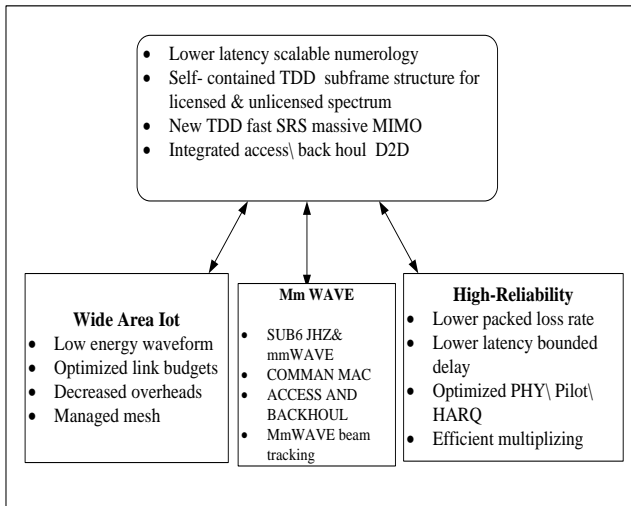 • Lower latency scalable numerology
• Self- contained TDD subframe structure for
licensed & unlicensed spectrum
• New TDD fast SRS massive MIMO
• Integrated access\ back houl D2D
Wide Area Iot
• Low energy waveform
• Optimized link budgets
• Decreased overheads
• Managed mesh
Mm WAVE
• SUB6 JHZ&
mmWAVE
• COMMAN MAC
• ACCESS AND
BACKHOUL
• MmWAVE beam
tracking
High-Reliability
• Lower packed loss rate
• Lower latency bounded
delay
• Optimized PHY\ Pilot\
HARQ
• Efficient multiplizing